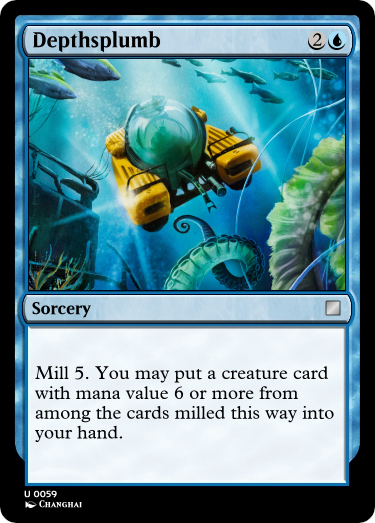 Depthsplumb 2
Sorcery
Mill 5. You may put a creature card
with mana value 6 or more from
among the cards milled this way into
your hand.
U 0059
Changhai